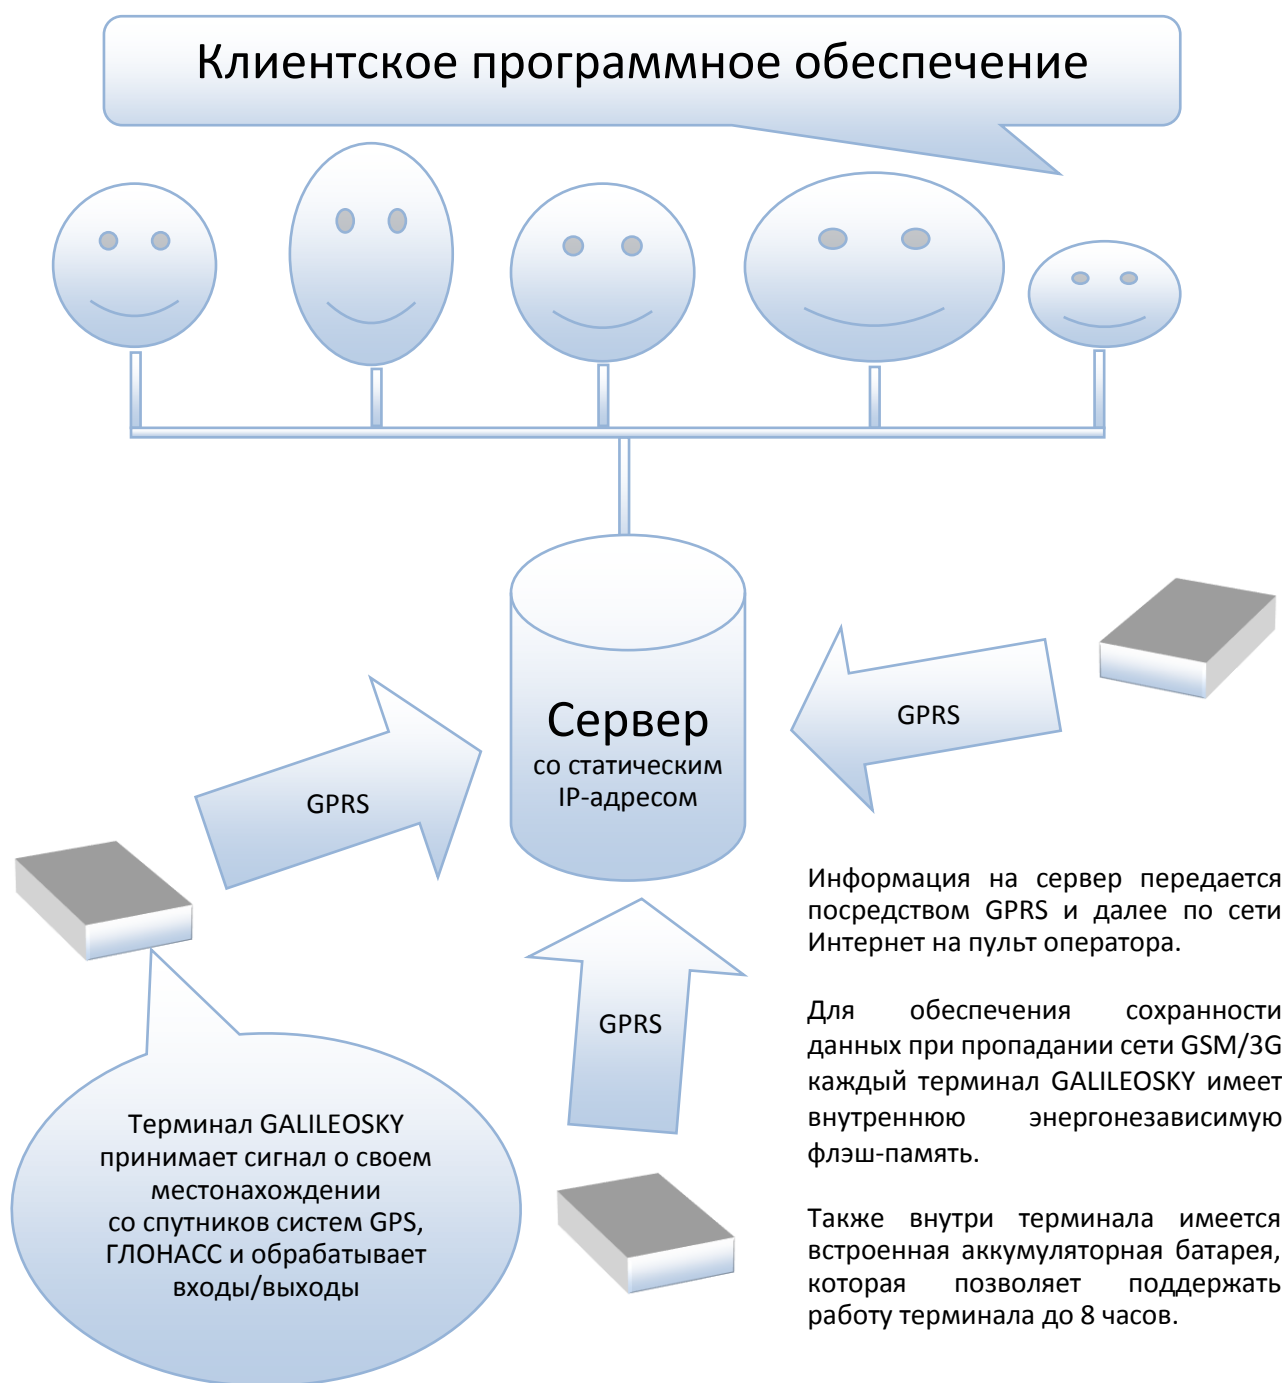 Клиентское программное обеспечение
Сервер
со статическим
IP-адресом
GPRS
GPRS
GPRS
Терминал GALILEOSKY
принимает сигнал о своем
местонахождении
со спутников систем GPS,
ГЛОНАСС и обрабатывает
входы/выходы
Информация на сервер передается
посредством GPRS и далее по сети
Интернет на пульт оператора.
Для обеспечения сохранности
данных при пропадании сети GSM/3G
каждый терминал GALILEOSKY имеет
внутреннюю энергонезависимую
флэш-память.
Также внутри терминала имеется
встроенная аккумуляторная батарея,
которая позволяет поддержать
работу терминала до 8 часов.